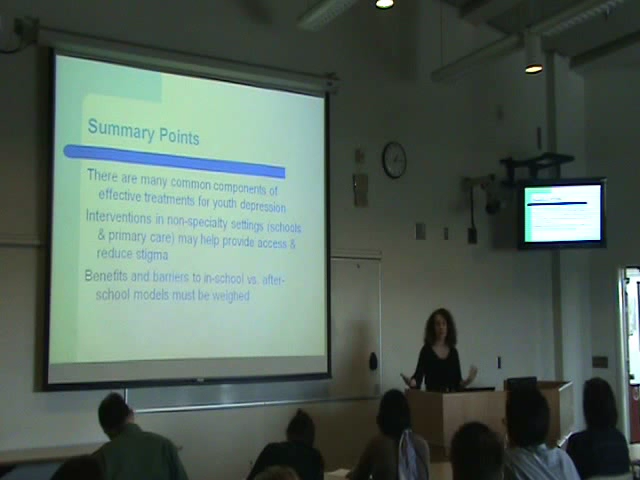 Summary Points
There are many common components of
effective treatments for youth depression
Interventions in non-specialty settings (schools
& primary care) may help provide access &
reduce stigma
Benefits and barriers to in-school vs. after-
school models must be weighed